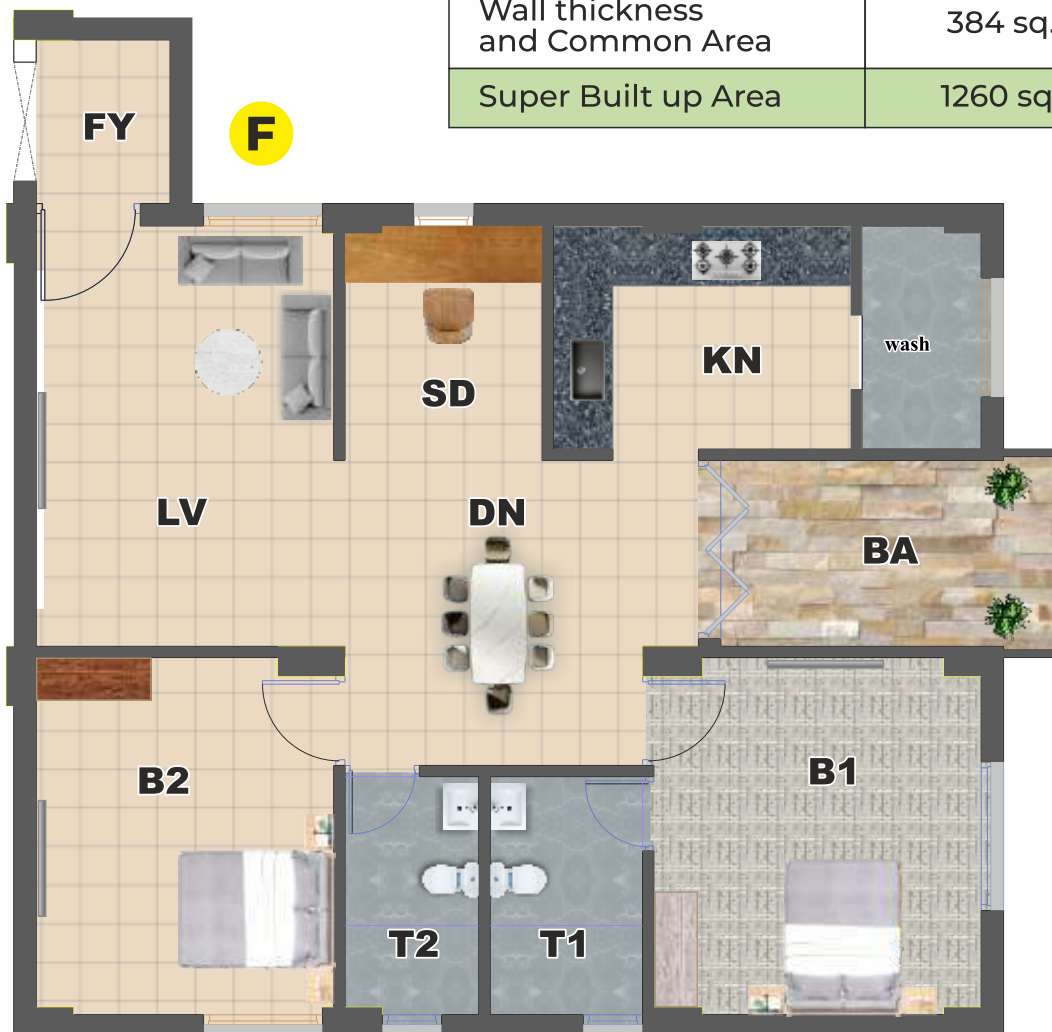 Wall thickness
and Common Area
384 sq.
Super Built up Area
1260 sq
FY
F
SD
KN
wash
LV
DN
BA
B2
B1
T2
T1